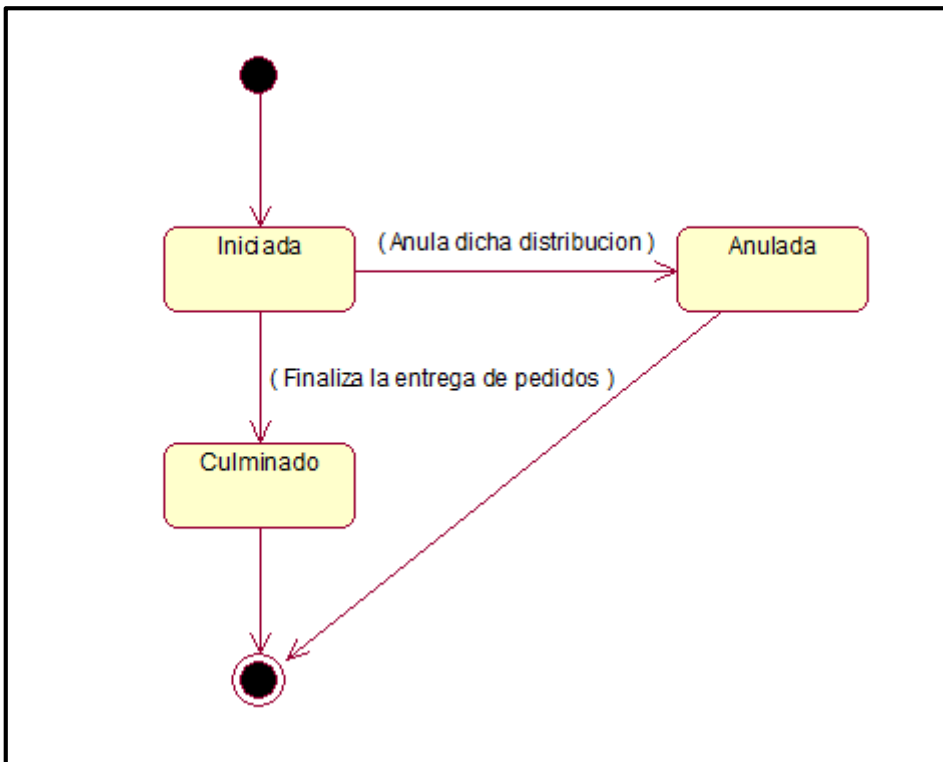 Iniciada
( Anula dicha distribucion )
Anulada
( Finaliza la entrega de pedidos )
Culminado